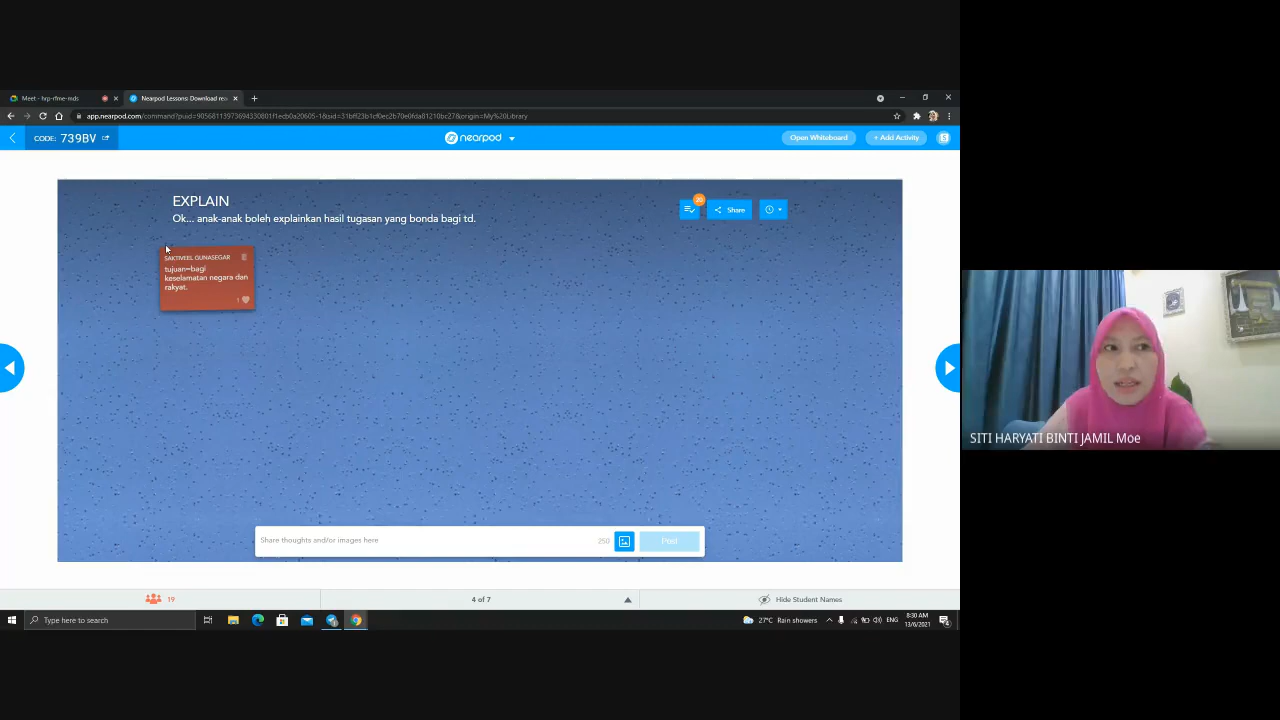 Meet - hrp-rfme-mds
Nearpod Lessons: Download rea
CODE: 739BV
nearpod
Open Whiteboard
+ Add Activity
S
EXPLAIN
Ok... anak-anak boleh explainkan hasil tugasan yang bonda bagi td.
20
Share
SAKTIVEEL GUNASEGAR
tujuan=bagi
keselamatan negara dan
rakyat.
1
Share thoughts and/or images here
250
Post
SITI HARYATI BINTI JAMIL Moe
19
4 of 7
Hide Student Names
Type here to search
27°C Rain showers
ENG
8:30 AM
13/6/2021